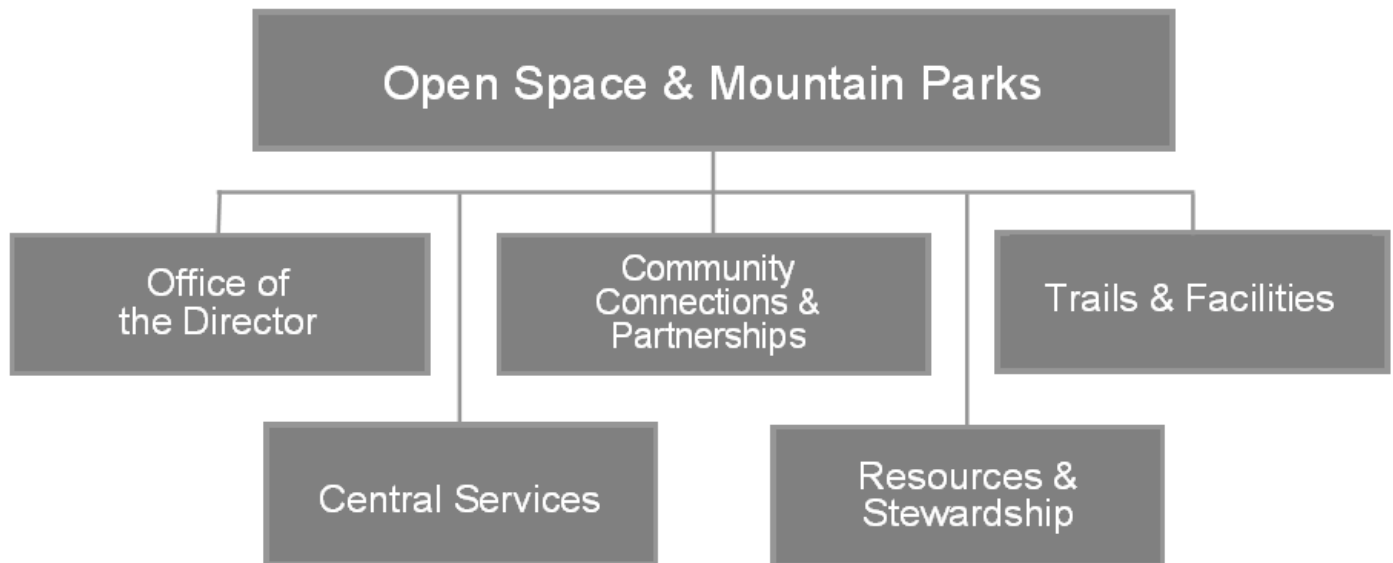 Open Space & Mountain Parks
Office of
the Director
Community
Connections &
Partnerships
Trails & Facilities
Central Services
Resources &
Stewardship